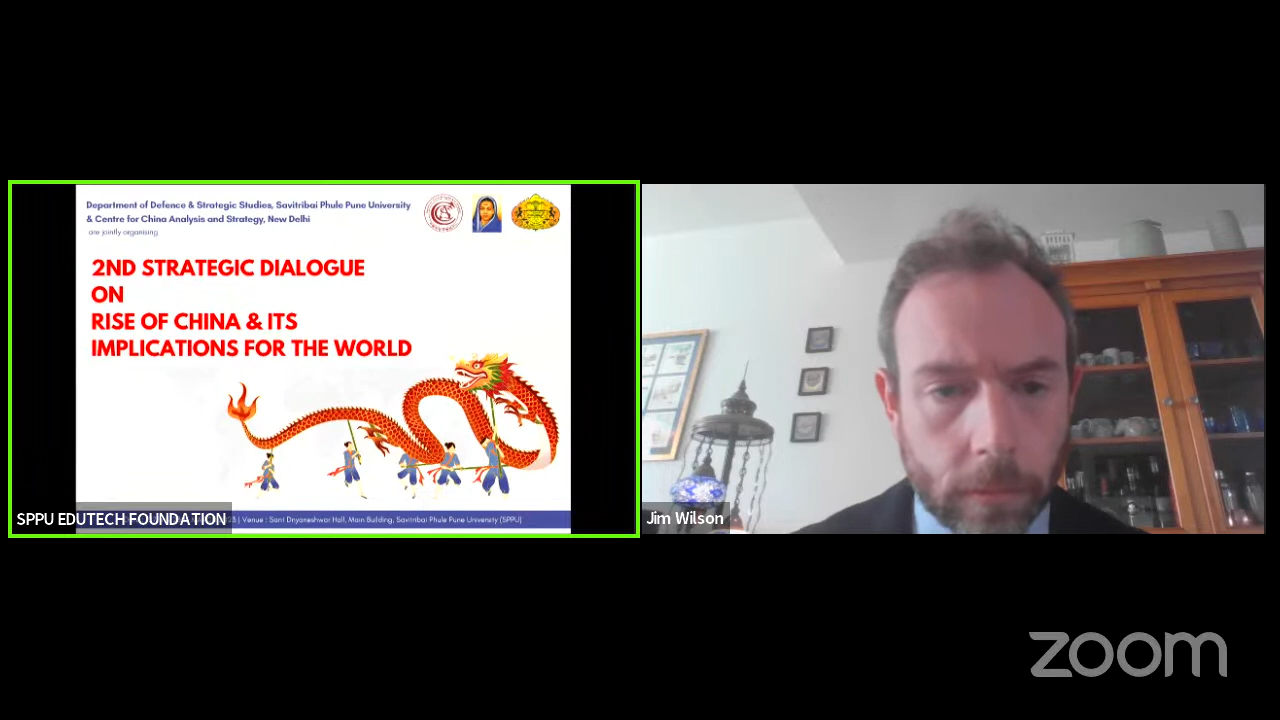 Department of Defence & Strategic Studies, Savitribai Phule Pune University
& Centre for China Analysis and Strategy, New Delhi
are jointly organising
2ND STRATEGIC DIALOGUE
ON
RISE OF CHINA & ITS
IMPLICATIONS FOR THE WORLD
| Venue : Sant Dnyaneshwar Hall, Main Building, Savitribai Phule Pune University (SPPU)
SPPU EDUTECH FOUNDATION
Jim Wilson
zoom